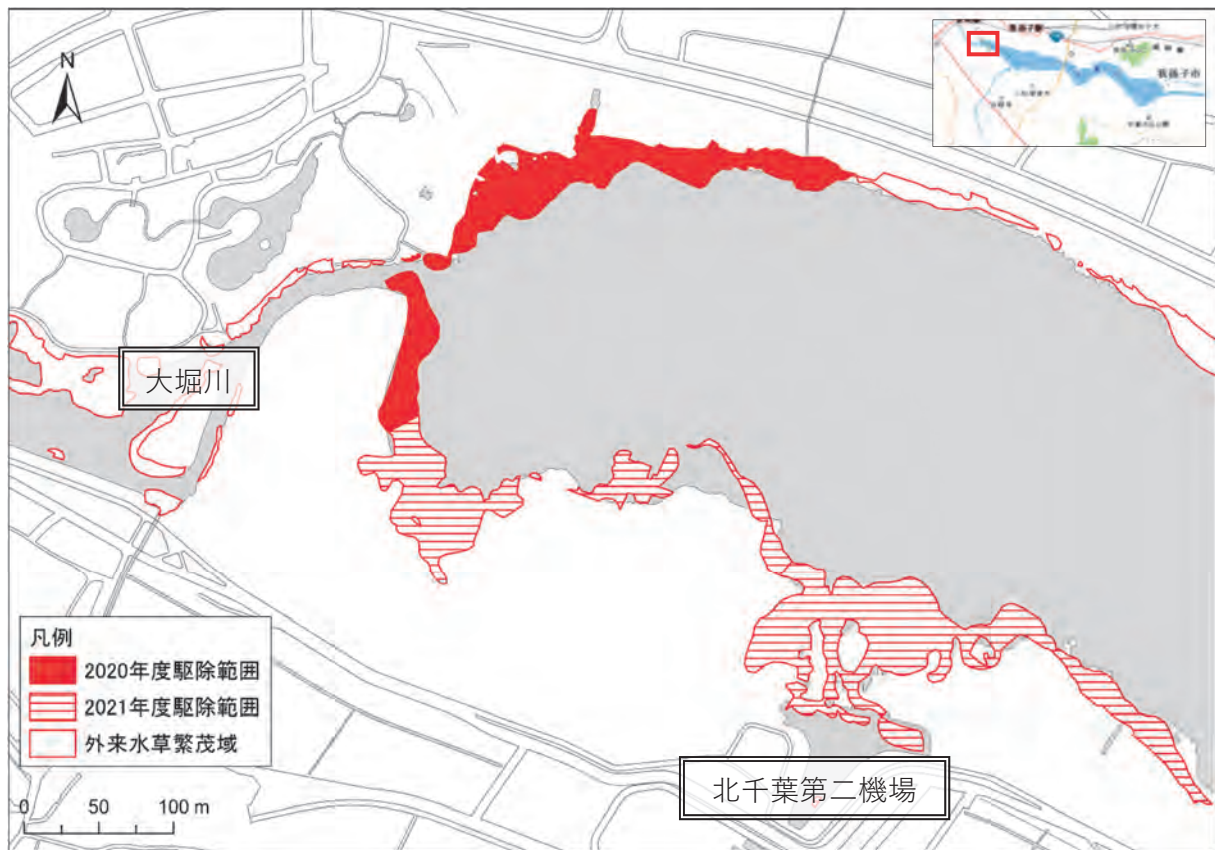 N
我孫子市
大堀川
凡例
2020年度駆除範囲
2021年度駆除範囲
外来水草繁茂域
0 50 100 m
北千葉第二機場